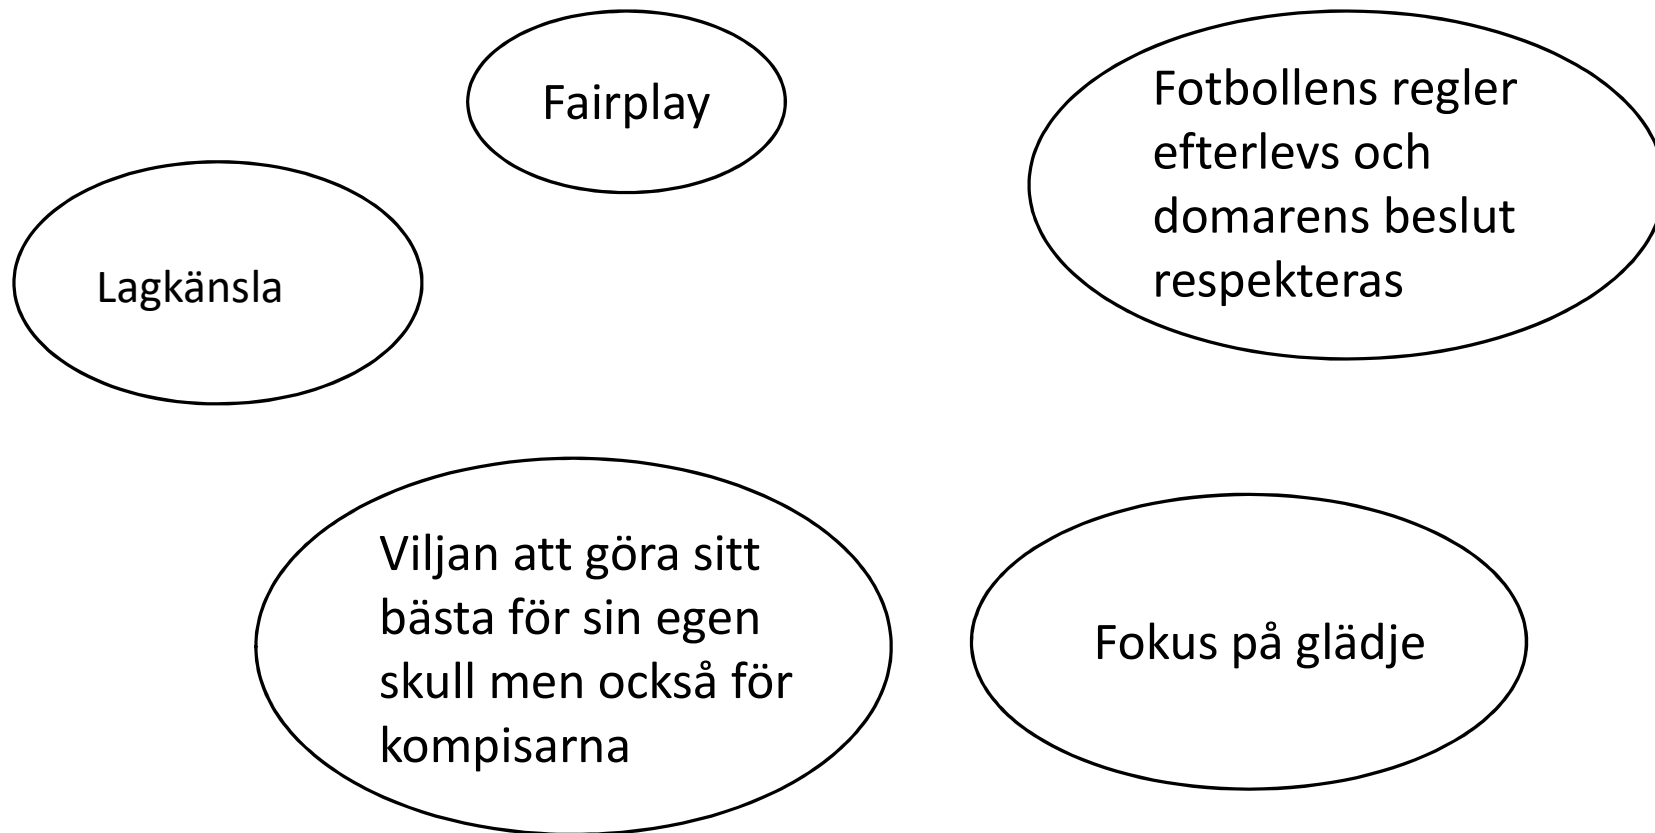 Fairplay
Fotbollens regler
efterlevs och
domarens beslut
respekteras
Lagkänsla
Viljan att göra sitt
bästa för sin egen
skull men också för
kompisarna
Fokus på glädje